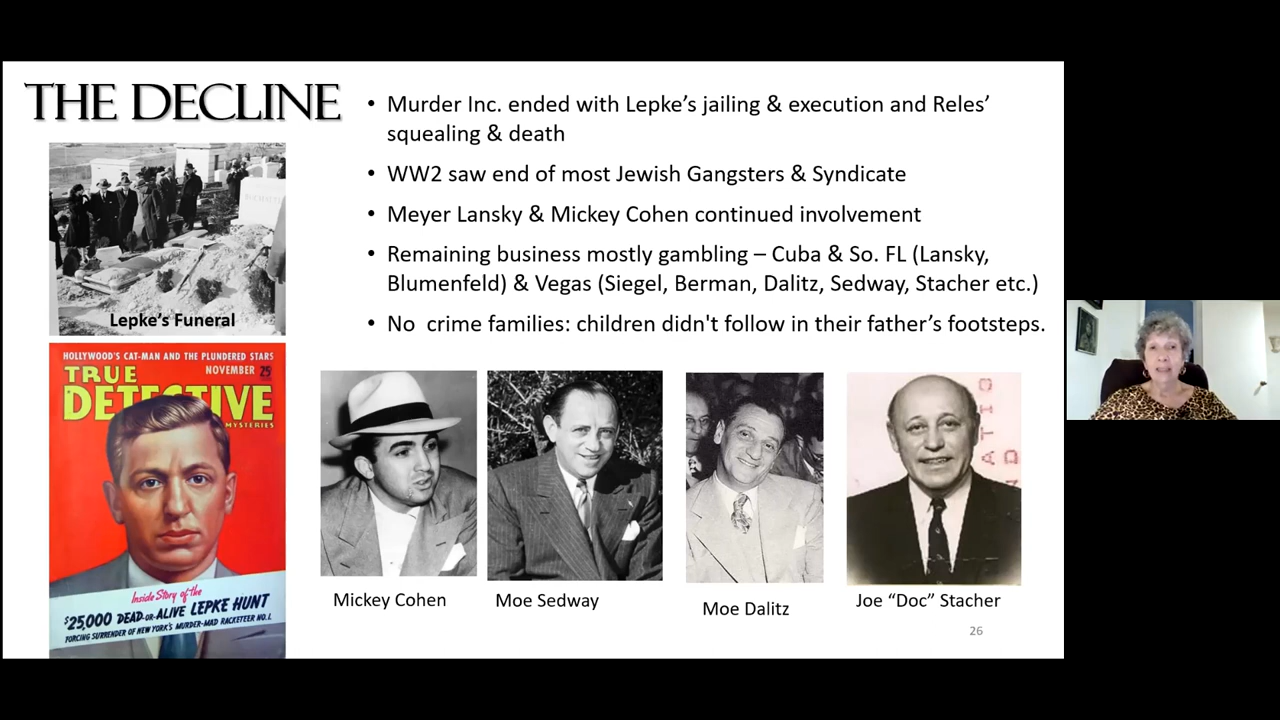 THE DECLINE
• Murder Inc. ended with Lepke’s jailing & execution and Reles’
squealing & death
• WW2 saw end of most Jewish Gangsters & Syndicate
• Meyer Lansky & Mickey Cohen continued involvement
• Remaining business mostly gambling – Cuba & So. FL (Lansky,
Blumenfeld) & Vegas (Siegel, Berman, Dalitz, Sedway, Stacher etc.)
• No crime families: children didn't follow in their father’s footsteps.
Lepke’s Funeral
HOLLYWOOD'S CAT-MAN AND THE PLUNDERED STARS
NOVEMBER 25
TRUE
DETECTIVE
MYSTERIES
Inside Story of the
$25,000 DEAD-OR-ALIVE LEPKE HUNT
FORCING SURRENDER OF NEW YORK'S MURDER-MAD RACKETEER NO. 1.
Mickey Cohen
Moe Sedway
Moe Dalitz
Joe “Doc” Stacher
26